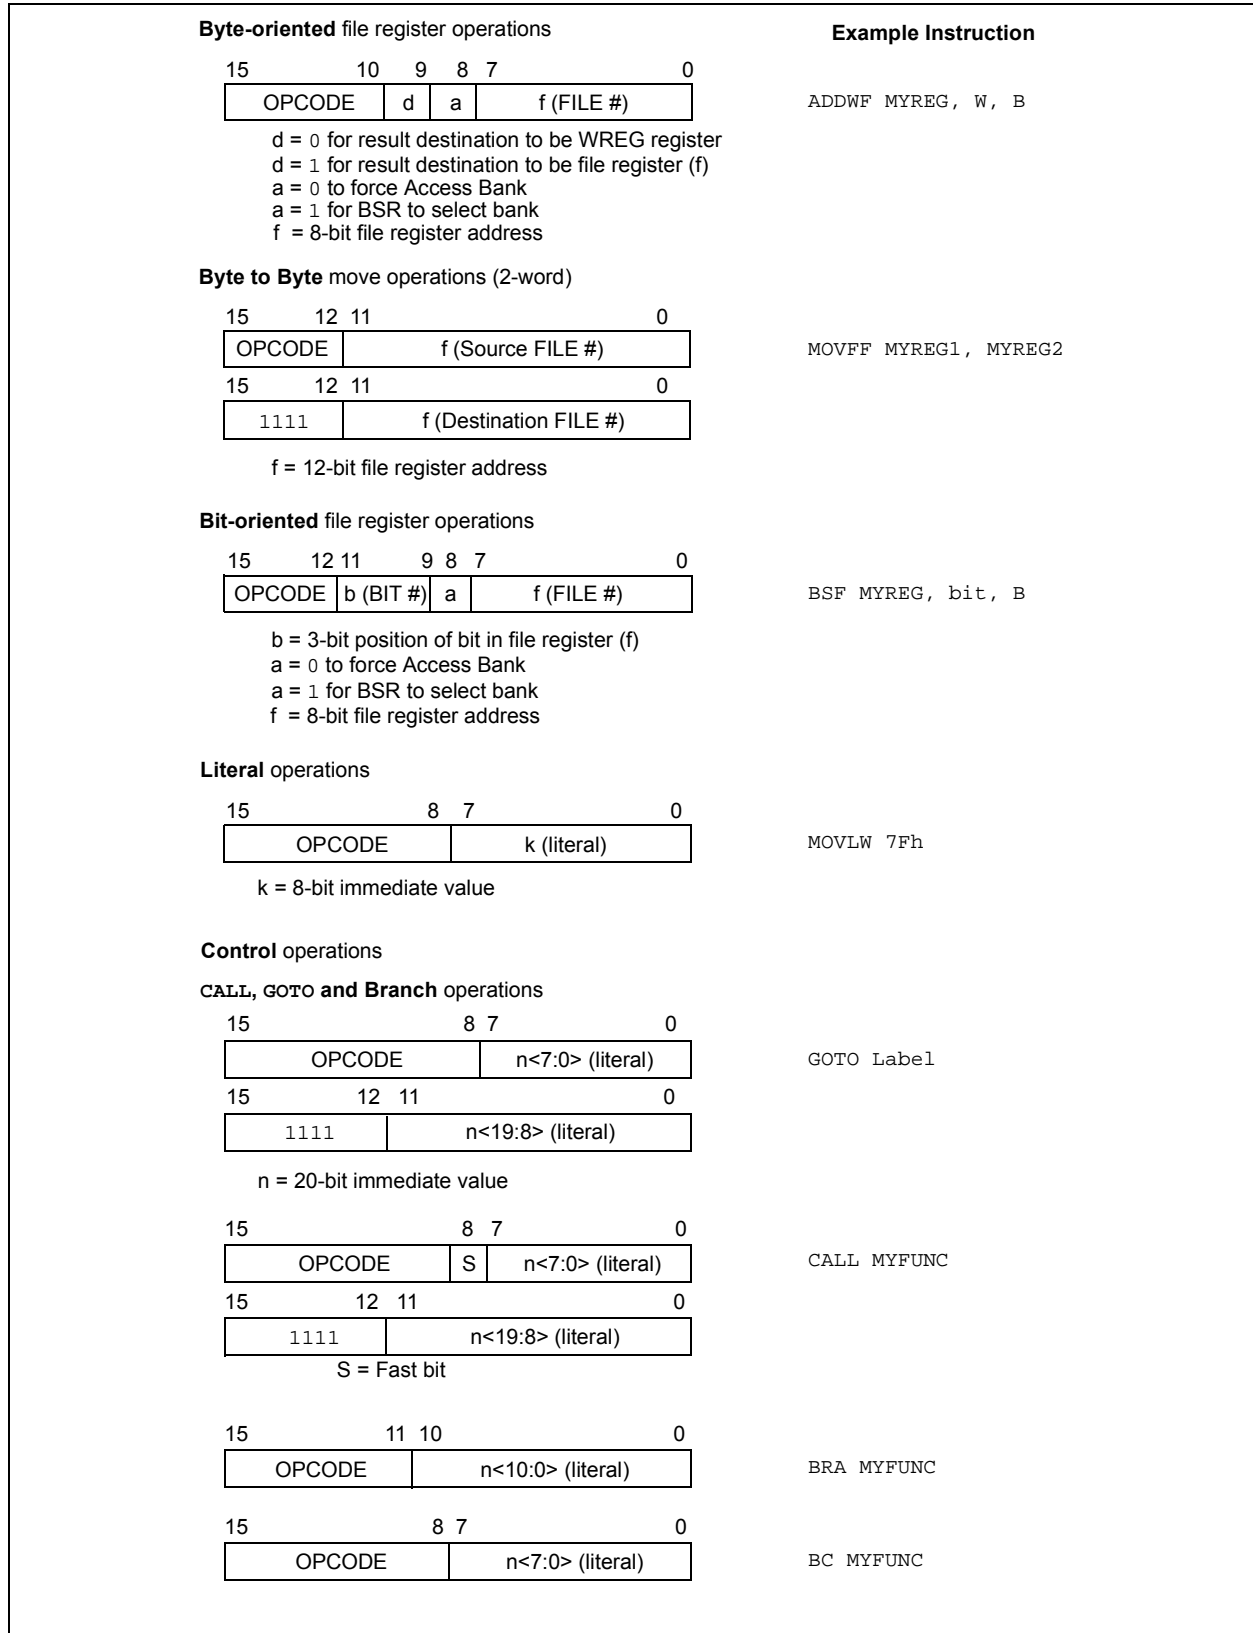 Byte-oriented file register operations
Example Instruction
15 10 9 8 7 0
OPCODE d a f (FILE #)
ADDWF MYREG, W, B
d = 0 for result destination to be WREG register
d = 1 for result destination to be file register (f)
a = 0 to force Access Bank
a = 1 for BSR to select bank
f = 8-bit file register address
Byte to Byte move operations (2-word)
15 12 11 0
OPCODE f (Source FILE #)
MOVFF MYREG1, MYREG2
15 12 11 0
1111 f (Destination FILE #)
f = 12-bit file register address
Bit-oriented file register operations
15 12 11 9 8 7 0
OPCODE b (BIT #) a f (FILE #)
BSF MYREG, bit, B
b = 3-bit position of bit in file register (f)
a = 0 to force Access Bank
a = 1 for BSR to select bank
f = 8-bit file register address
Literal operations
15 8 7 0
OPCODE k (literal)
MOVLW 7Fh
k = 8-bit immediate value
Control operations
CALL, GOTO and Branch operations
15 8 7 0
OPCODE n<7:0> (literal)
GOTO Label
15 12 11 0
1111 n<19:8> (literal)
n = 20-bit immediate value
15 8 7 0
OPCODE S n<7:0> (literal)
CALL MYFUNC
15 12 11 0
1111 n<19:8> (literal)
S = Fast bit
15 11 10 0
OPCODE n<10:0> (literal)
BRA MYFUNC
15 8 7 0
OPCODE n<7:0> (literal)
BC MYFUNC